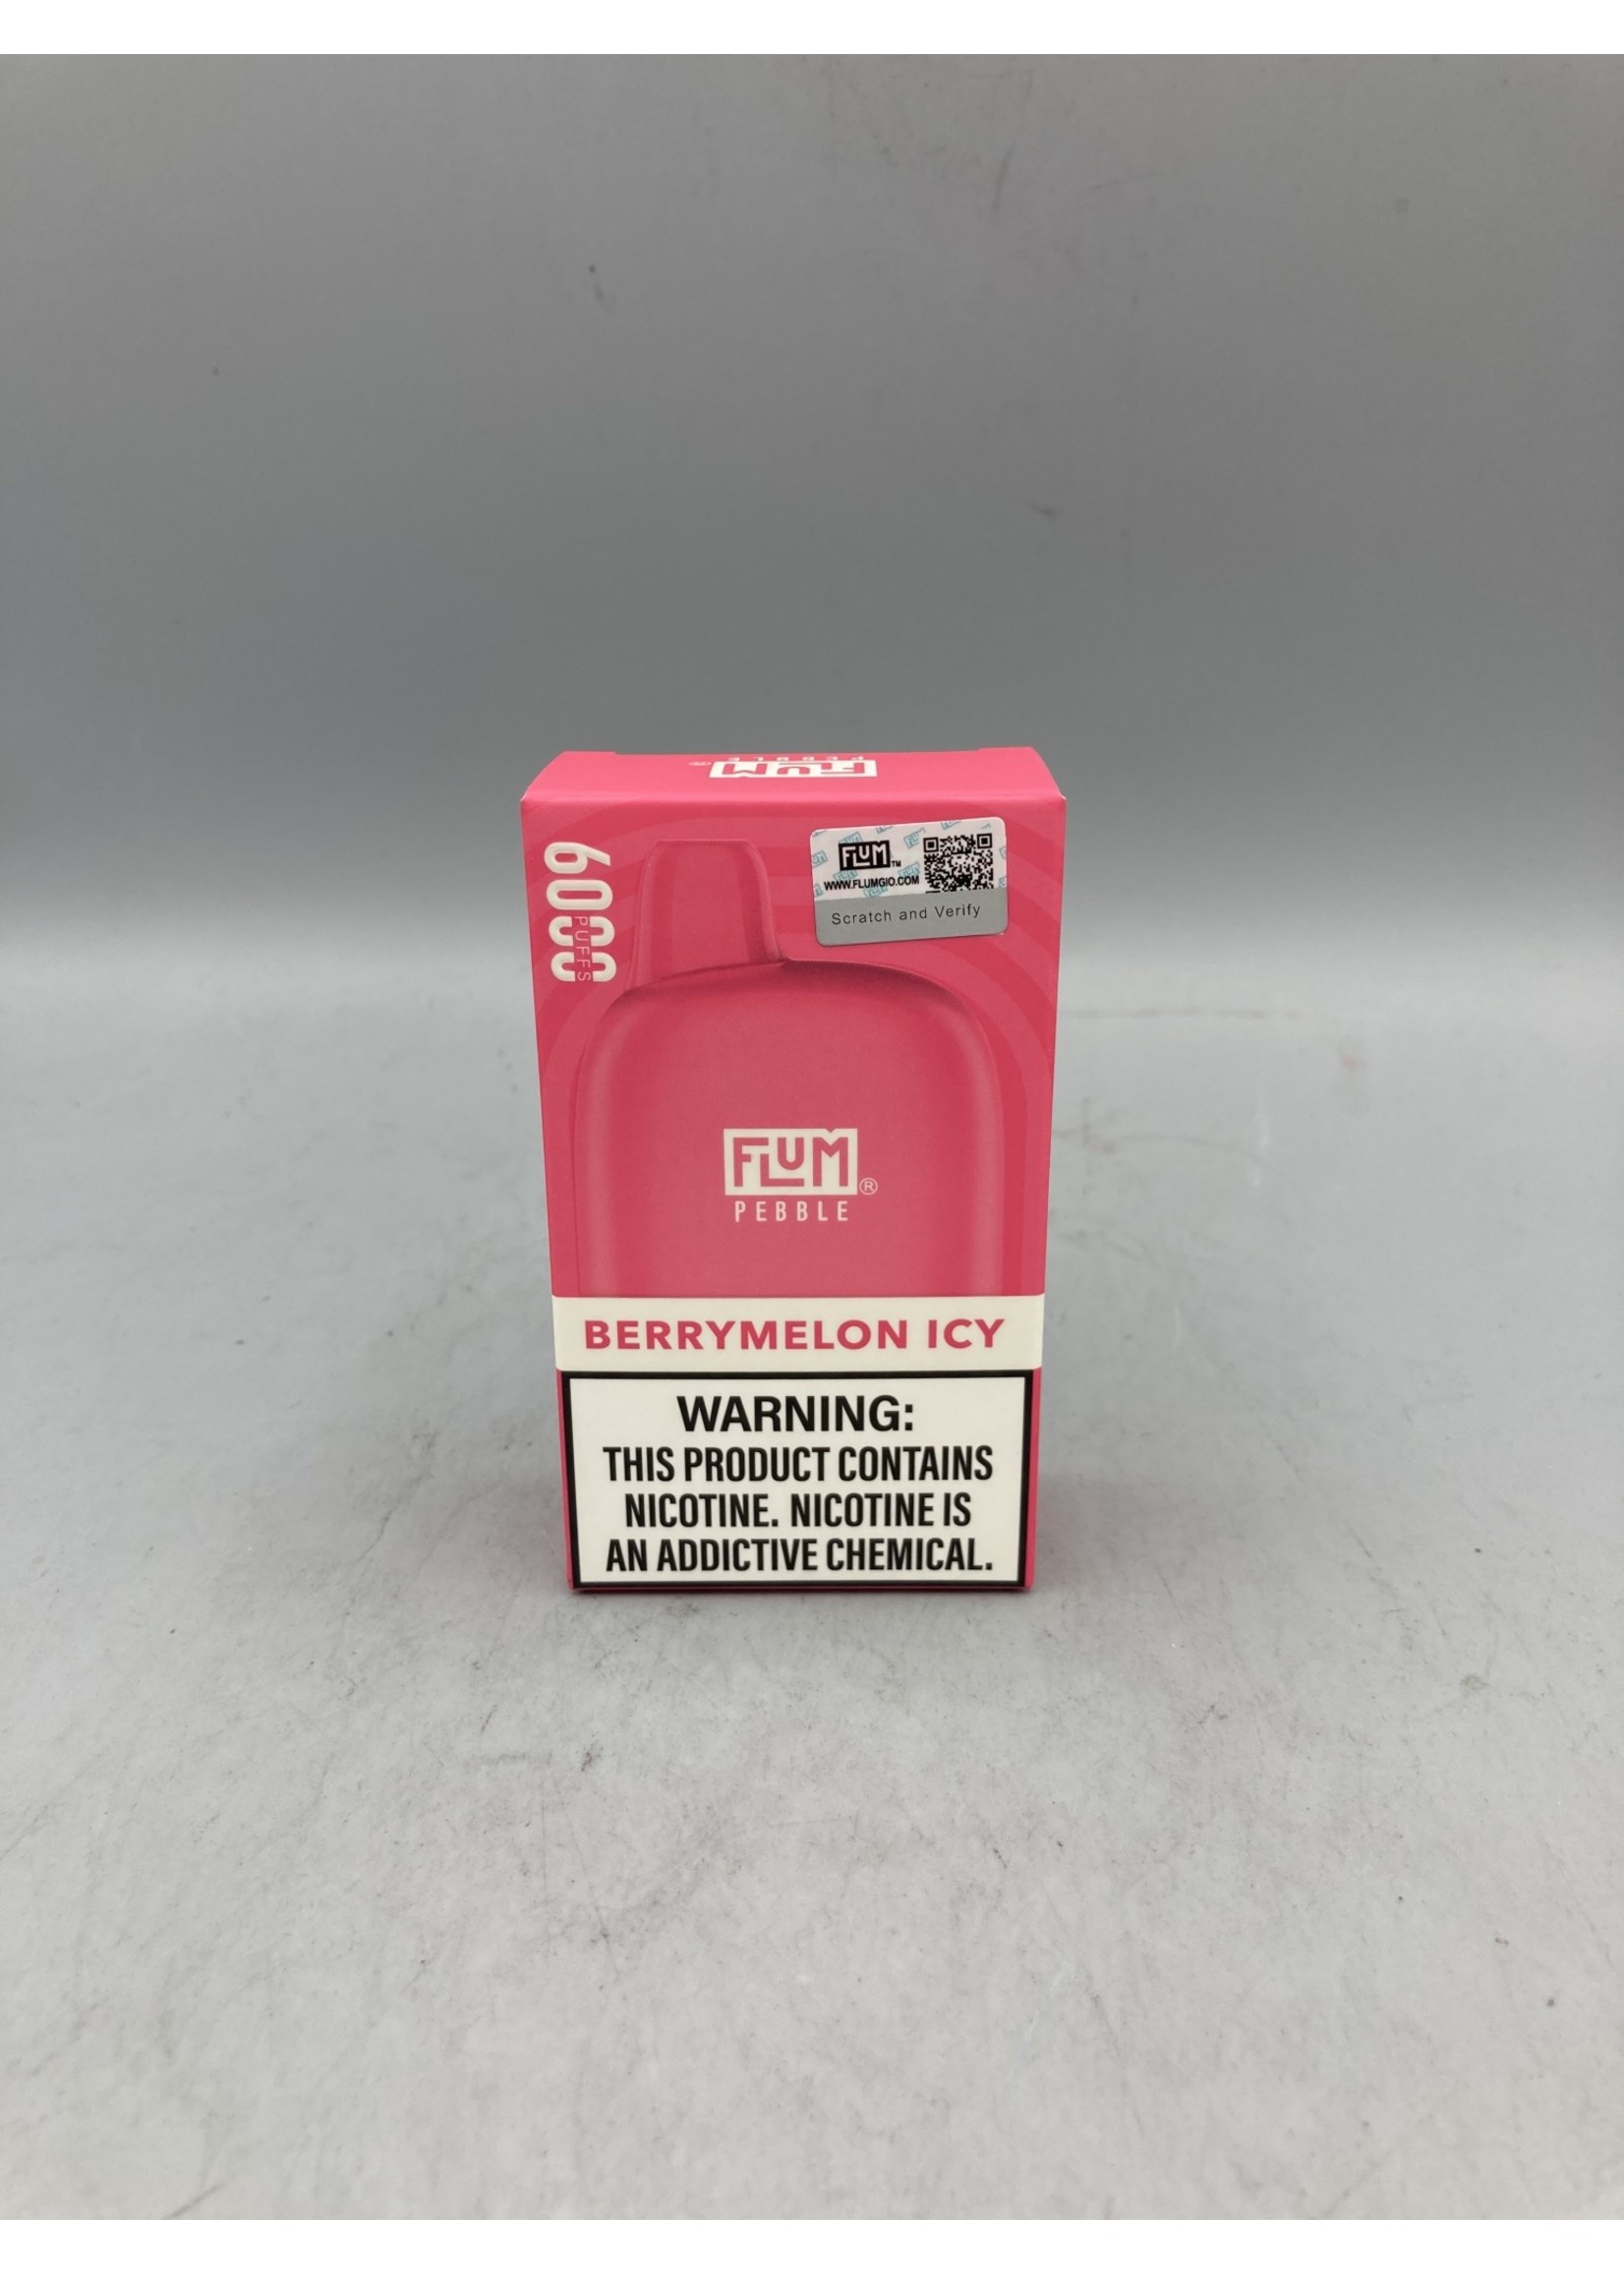 FLUM
PEBBLE
6000
PUFFS
FLUM™
WWW.FLUMGIO.COM
Scratch and Verify
FLUM®
PEBBLE
BERRYMELON ICY
WARNING:
THIS PRODUCT CONTAINS
NICOTINE. NICOTINE IS
AN ADDICTIVE CHEMICAL.